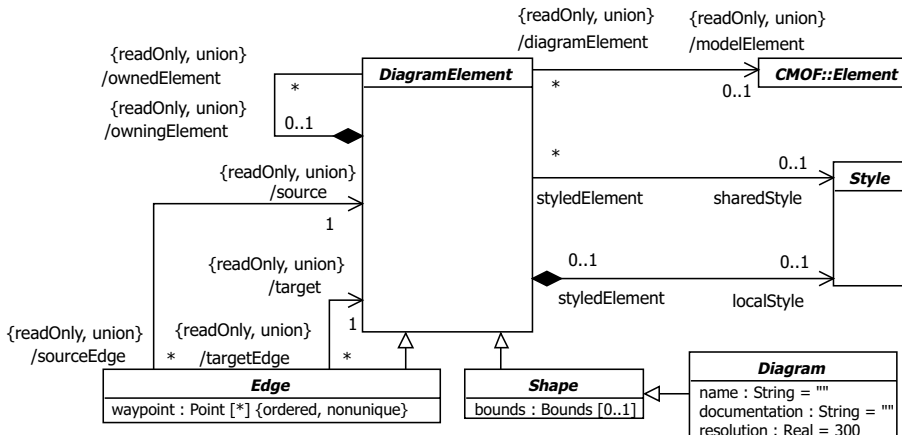 {readOnly, union}
/diagramElement
{readOnly, union}
/modelElement
{readOnly, union}
/ownedElement
*
{readOnly, union}
/owningElement
0..1
DiagramElement
*
0..1
CMOF::Element
{readOnly, union}
/source
1
*
styledElement
0..1
sharedStyle
Style
{readOnly, union}
/target
1
0..1
styledElement
0..1
localStyle
{readOnly, union}
/sourceEdge
*
{readOnly, union}
/targetEdge
*
Edge
waypoint : Point [*] {ordered, nonunique}
Shape
bounds : Bounds [0..1]
Diagram
name : String = ""
documentation : String = ""
resolution : Real = 300